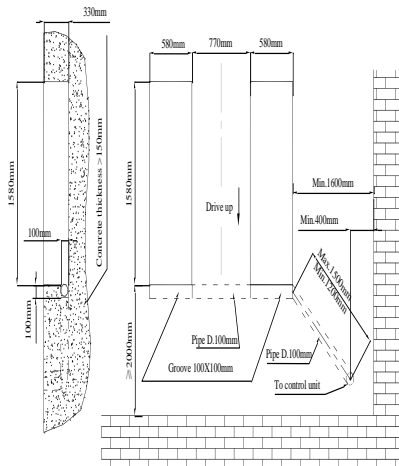 330mm
580mm
770mm
580mm
1580mm
Concrete thickness > 150mm
100mm
100mm
1580mm
Drive up
Min.1600mm
Min.400mm
Max.1500mm
Min.1200mm
≥2000mm
Pipe D.100mm
Pipe D.100mm
Groove 100X100mm
To control unit